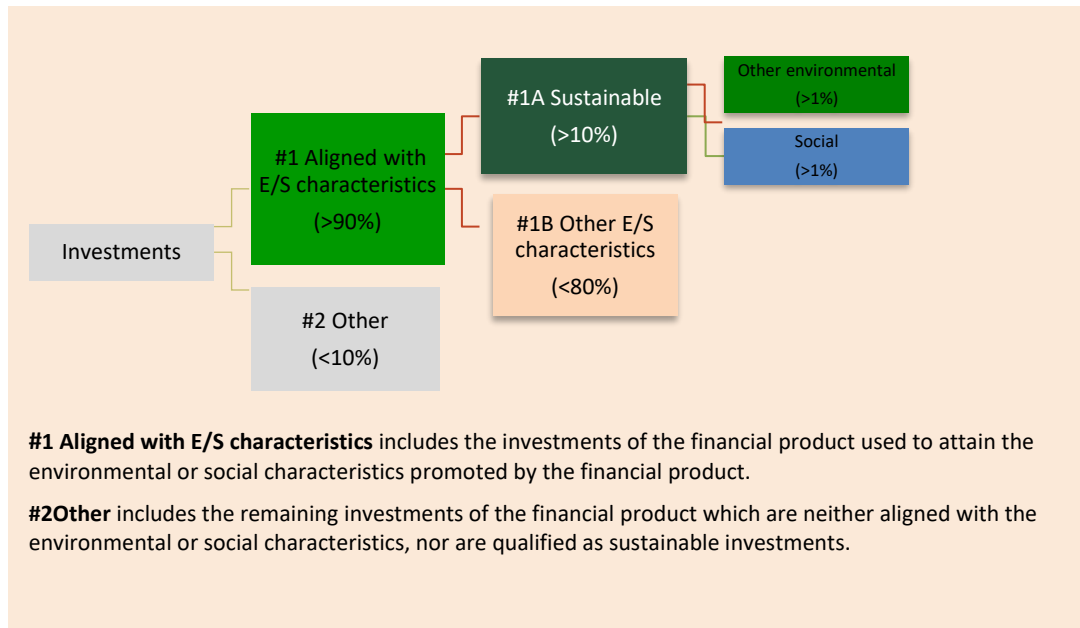 Investments
#1 Aligned with
E/S characteristics
(>90%)
#2 Other
(<10%)
#1A Sustainable
(>10%)
#1B Other E/S
characteristics
(<80%)
Other environmental
(>1%)
Social
(>1%)
#1 Aligned with E/S characteristics includes the investments of the financial product used to attain the
environmental or social characteristics promoted by the financial product.
#2Other includes the remaining investments of the financial product which are neither aligned with the
environmental or social characteristics, nor are qualified as sustainable investments.